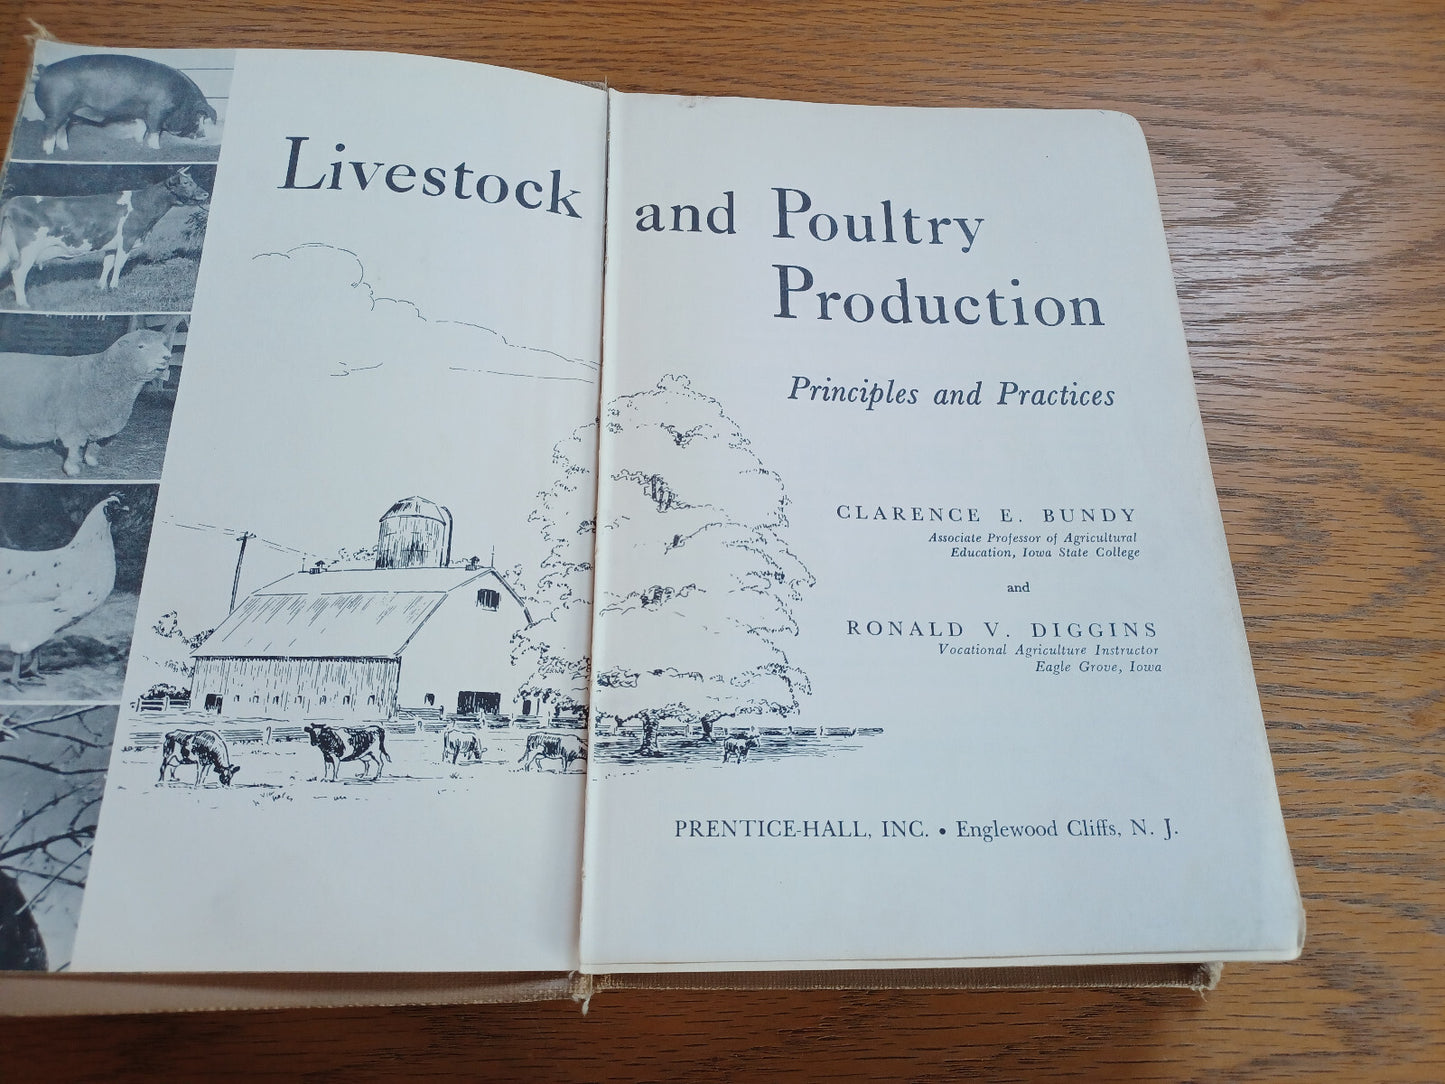 Livestock and Poultry
Production
Principles and Practices
CLARENCE E. BUNDY
Associate Professor of Agricultural
Education, Iowa State College
and
RONALD V. DIGGINS
Vocational Agriculture Instructor
Eagle Grove, Iowa
PRENTICE-HALL, INC. • Englewood Cliffs, N. J.